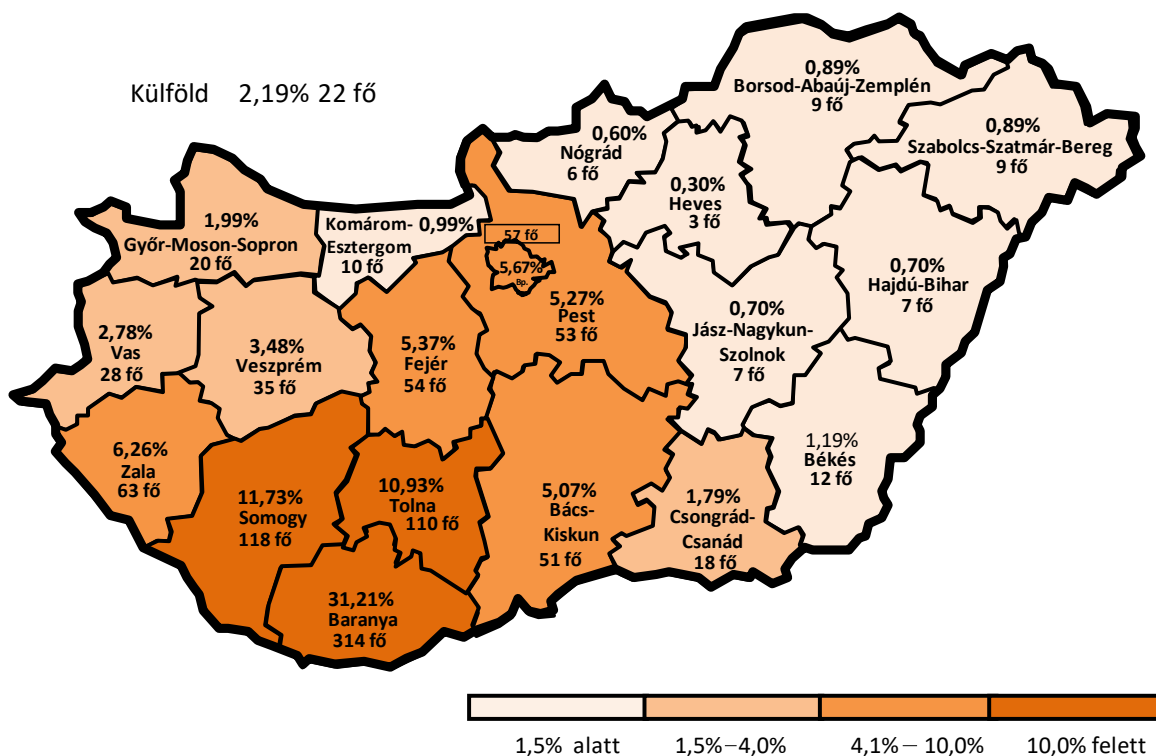 Külföld 2,19% 22 fő
0,89%
Borsod-Abaúj-Zemplén
9 fő
0,89%
Szabolcs-Szatmár-Bereg
9 fő
0,60%
Nógrád
6 fő
0,30%
Heves
3 fő
1,99%
Győr-Moson-Sopron
20 fő
Komárom- 0,99%
Esztergom
10 fő
57 fő
5,67%
Bp.
5,27%
Pest
53 fő
0,70%
Hajdú-Bihar
7 fő
0,70%
Jász-Nagykun-
Szolnok
7 fő
2,78%
Vas
28 fő
3,48%
Veszprém
35 fő
5,37%
Fejér
54 fő
1,19%
Békés
12 fő
6,26%
Zala
63 fő
11,73%
Somogy
118 fő
10,93%
Tolna
110 fő
5,07%
Bács-
Kiskun
51 fő
1,79%
Csongrád-
Csanád
18 fő
31,21%
Baranya
314 fő
1,5% alatt
1,5%–4,0%
4,1% – 10,0%
10,0% felett